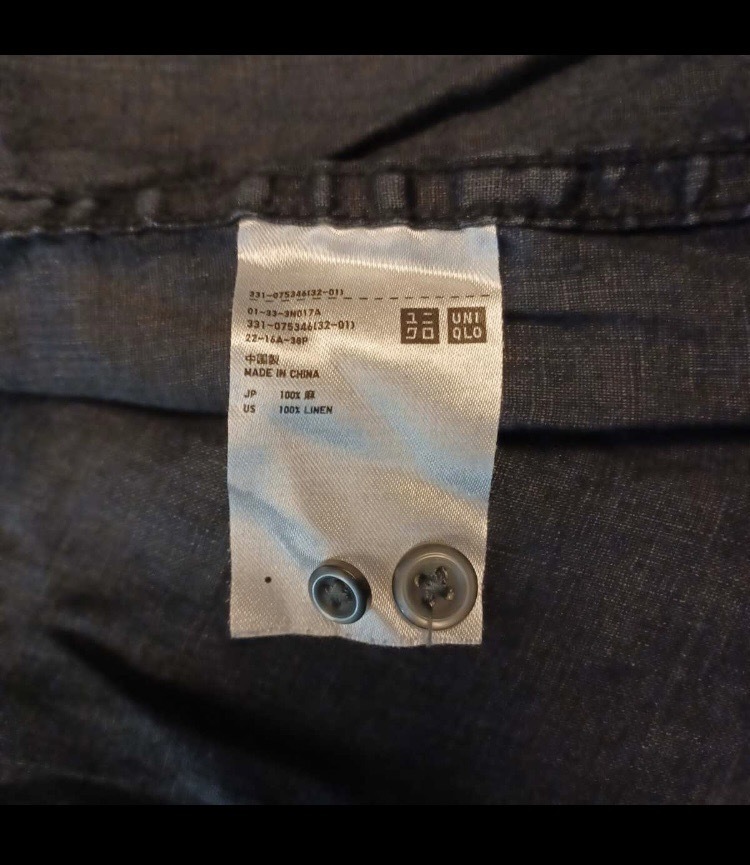 331-075346(32-01)
01-33-3N017A
331-075346(32-01)
22-16A-38P
中国製
MADE IN CHINA
JP 100% 麻
US 100% LINEN
ユニ
クロ
UNI
QLO